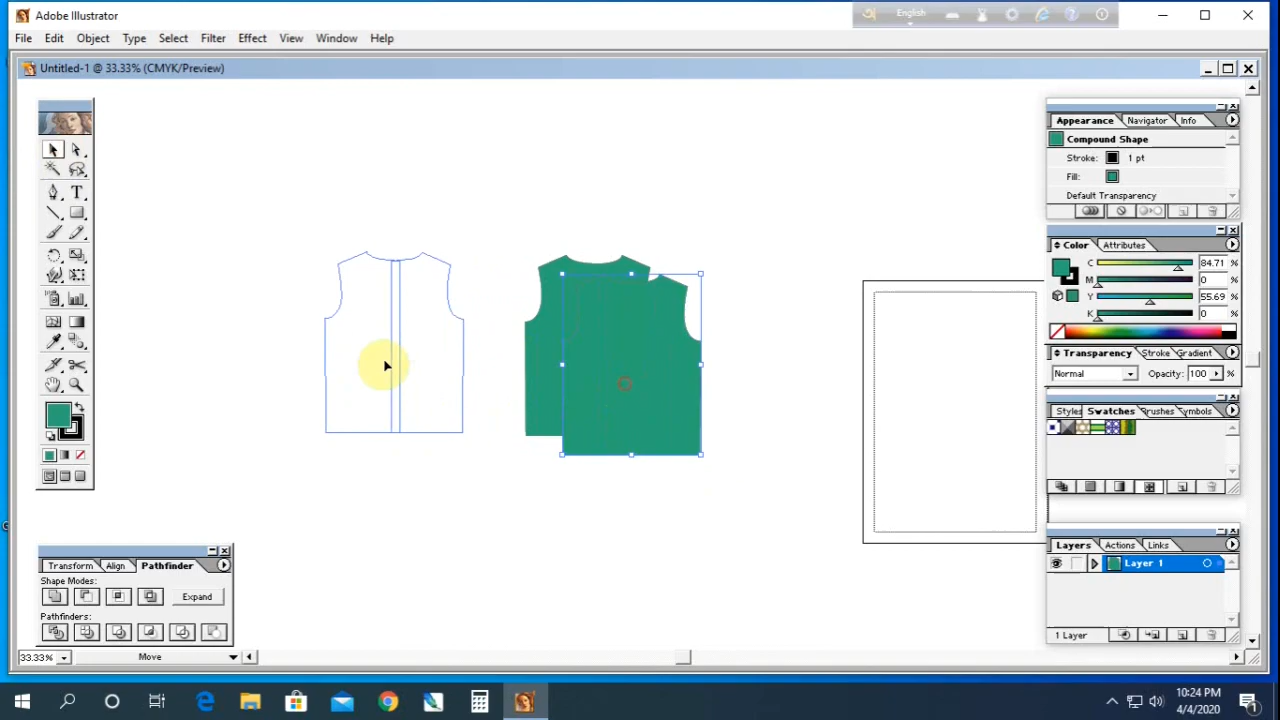 Adobe Illustrator
English
File Edit Object Type Select Filter Effect View Window Help
Untitled-1 @ 33.33% (CMYK/Preview)
Appearance Navigator Info
Compound Shape
Stroke: 1 pt
Fill:
Default Transparency
Color Attributes
C 84.71 %
M 0 %
Y 55.69 %
K 0 %
Transparency Stroke Gradient
Normal Opacity: 100 %
Styles Swatches Brushes Symbols
Layers Actions Links
Layer 1
1 Layer
Transform Align Pathfinder
Shape Modes:
Expand
Pathfinders:
33.33% Move
10:24 PM
4/4/2020
1